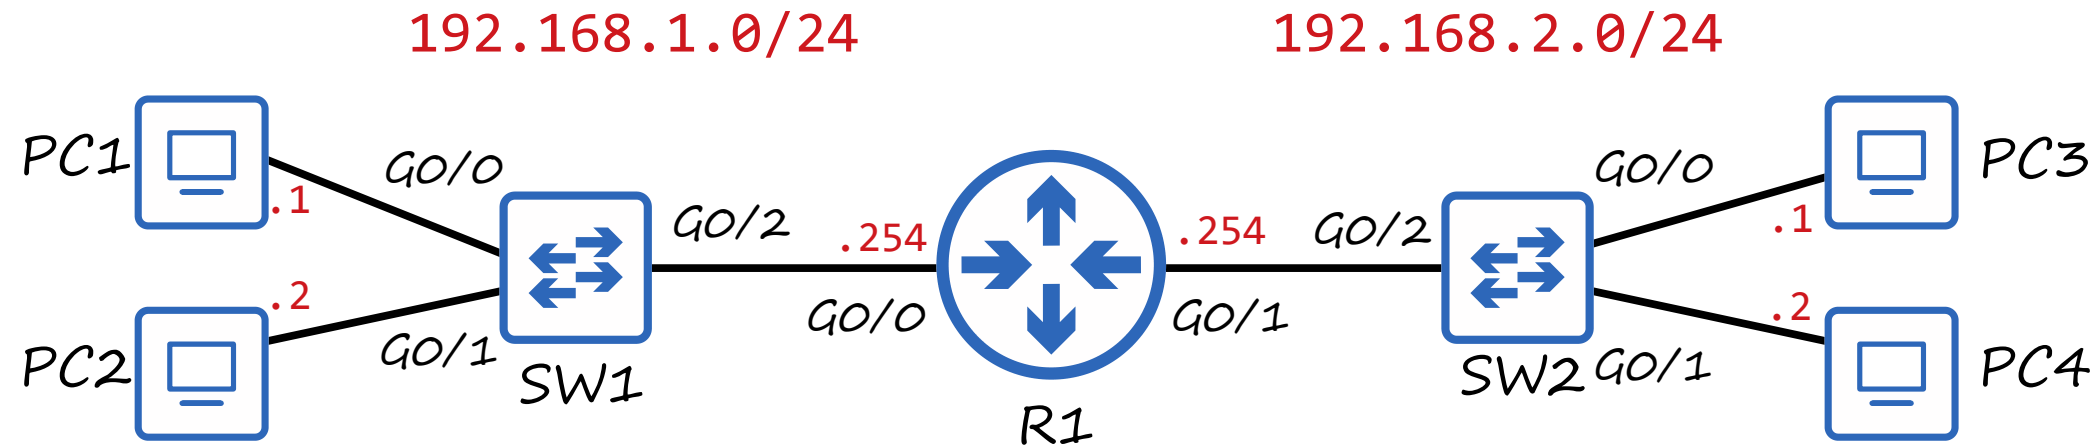 192.168.1.0/24
192.168.2.0/24
PC1
.1
G0/0
PC2
.2
G0/1
SW1
G0/2
.254
G0/0
R1
.254
G0/1
G0/2
SW2
G0/0
.1
PC3
G0/1
.2
PC4